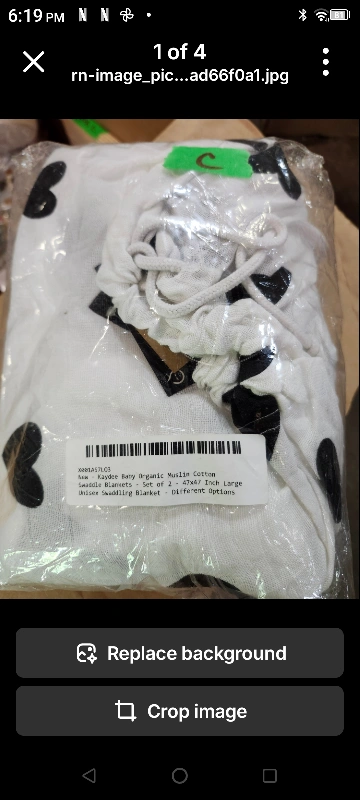 6:19 PM
1 of 4
rn-image_pic...ad66f0a1.jpg
C
New - Kaydee Baby Organic Muslin Cotton
Swaddle Blankets - Set of 2 - 47x47 Inch Large
Unisex Swaddling Blanket - Different Options
Replace background
Crop image